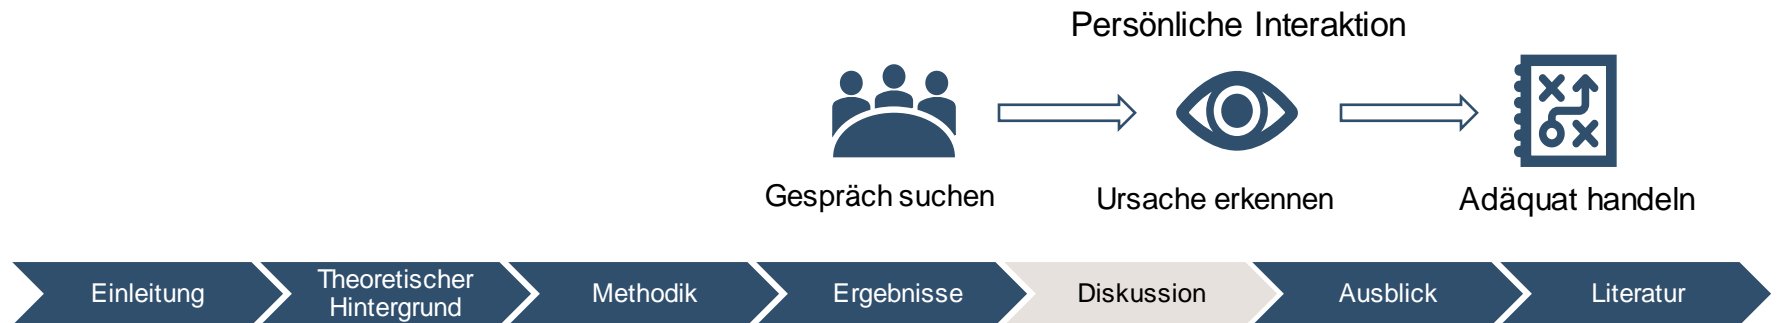 Persönliche Interaktion
Gespräch suchen
Ursache erkennen
Adäquat handeln
Einleitung
Theoretischer
Hintergrund
Methodik
Ergebnisse
Diskussion
Ausblick
Literatur